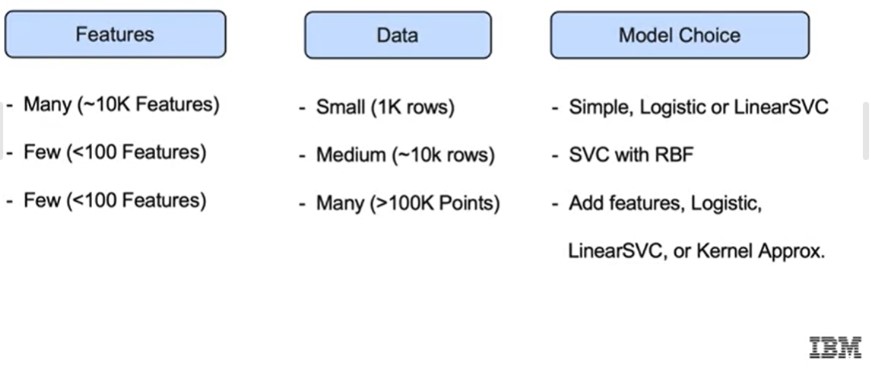 Features
Data
Model Choice
- Many (~10K Features)
- Small (1K rows)
- Simple, Logistic or LinearSVC
- Few (<100 Features)
- Medium (~10k rows)
- SVC with RBF
- Few (<100 Features)
- Many (>100K Points)
- Add features, Logistic,
LinearSVC, or Kernel Approx.
IBM